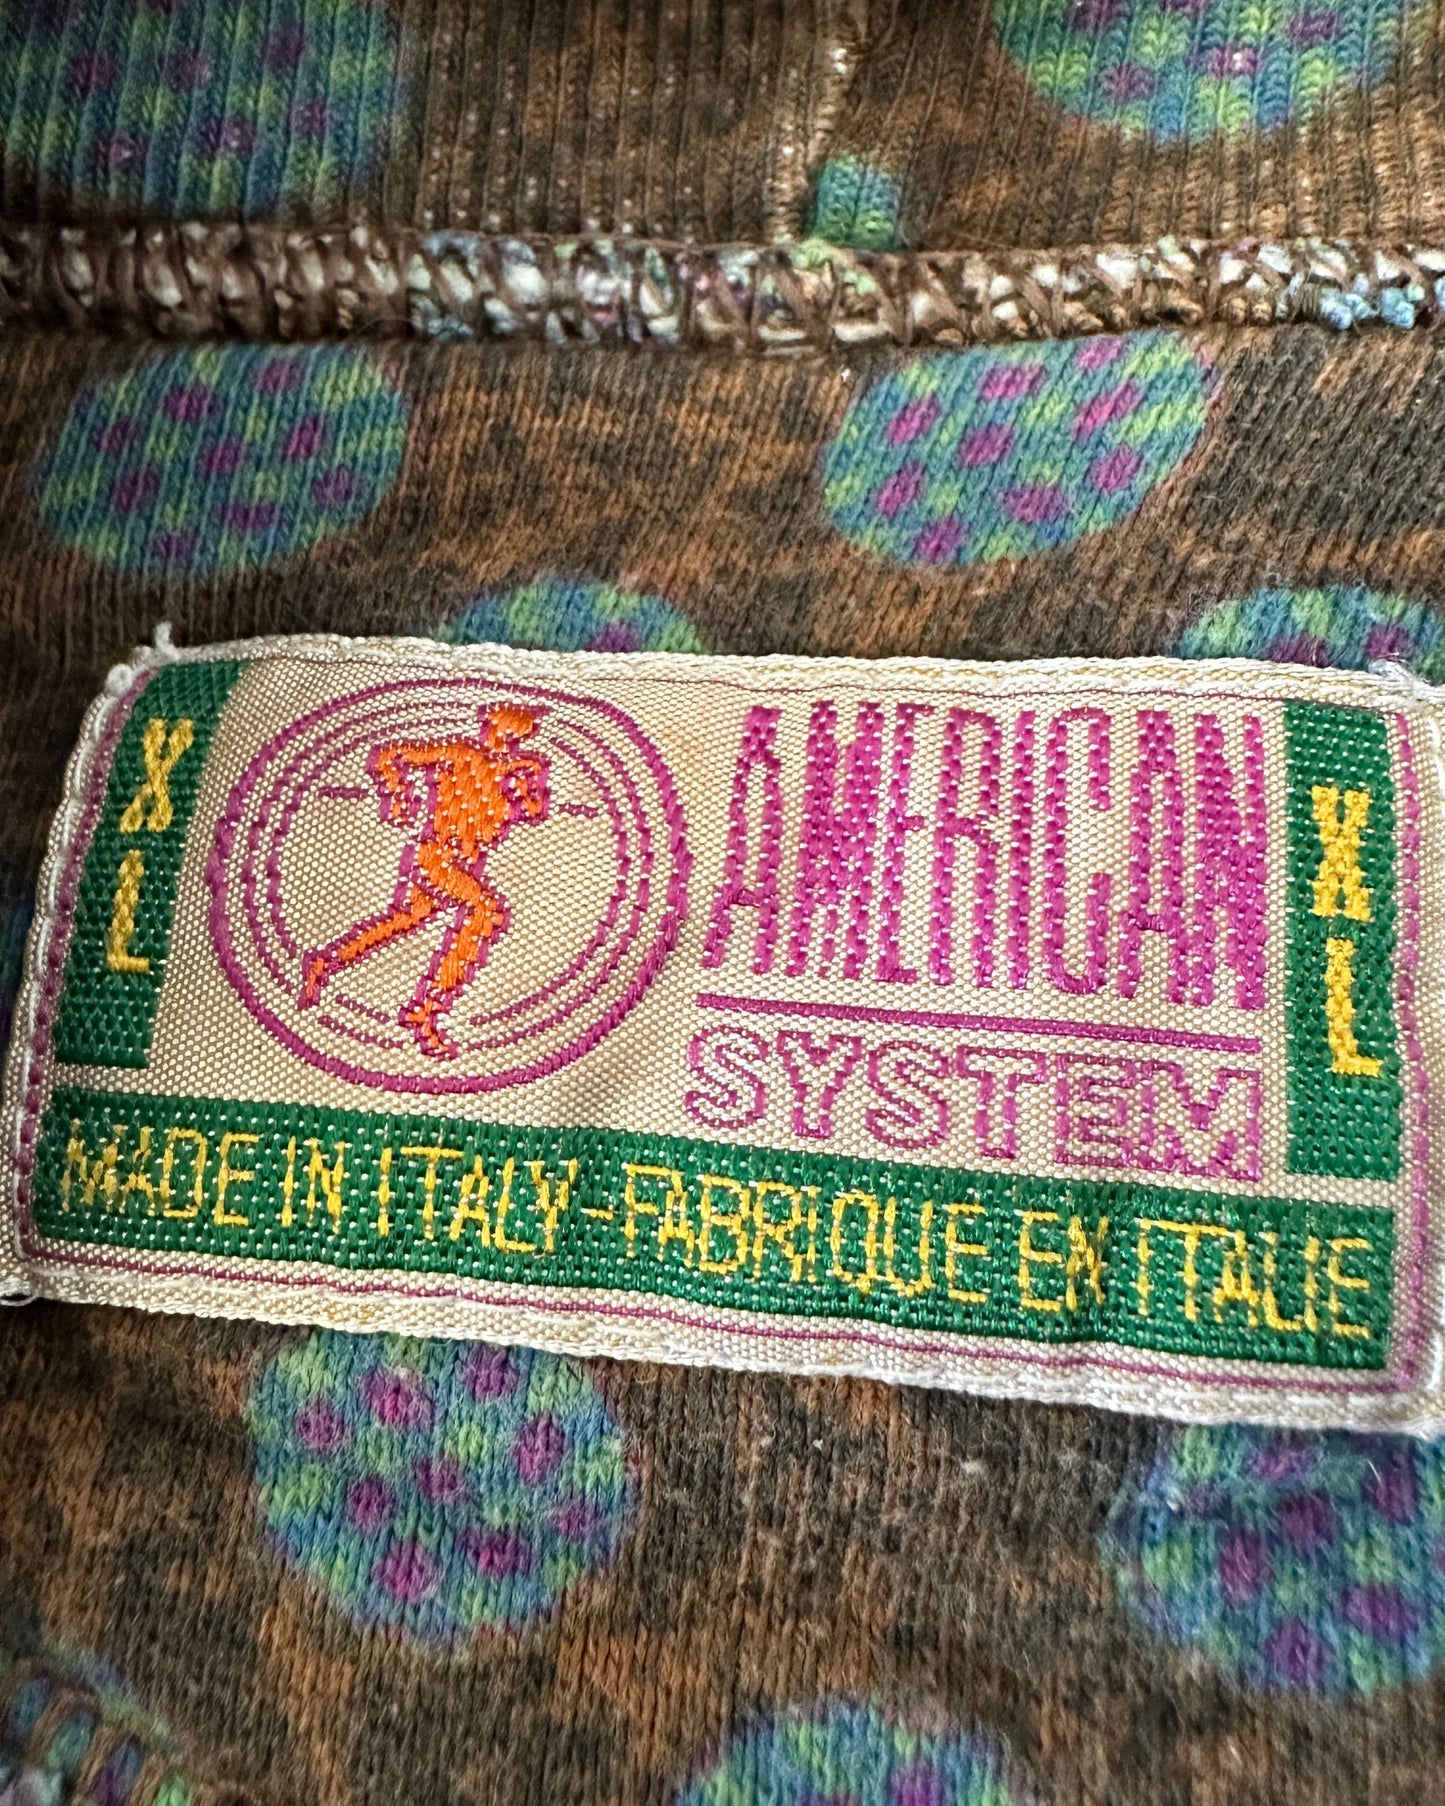 XL
AMERICAN
SYSTEM
XL
MADE IN ITALY-FABRIQUE EN ITALIE